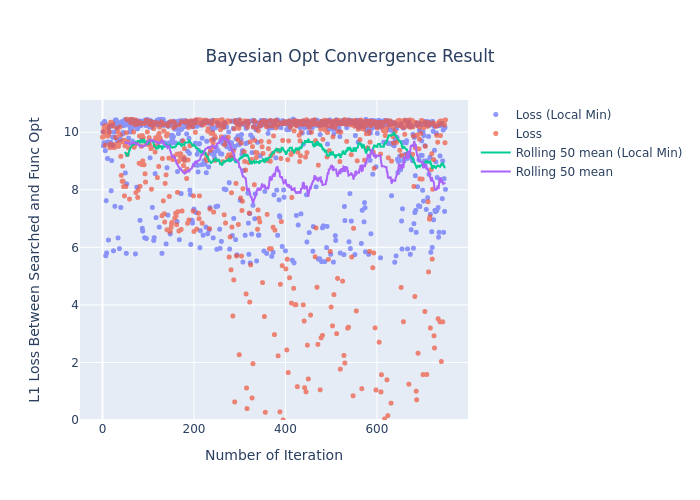 Bayesian Opt Convergence Result
L1 Loss Between Searched and Func Opt
10
8
6
4
2
0
0
200
400
600
Number of Iteration
Loss (Local Min)
Loss
Rolling 50 mean (Local Min)
Rolling 50 mean